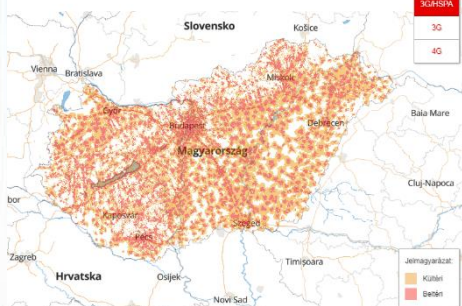 3G/HSPA
3G
4G
Slovensko
Košice
Vienna
Bratislava
Miskolc
Győr
Budapest
Debrecen
Baia Mare
Magyarország
Cluj-Napoca
bor
Kaposvár
Szeged
Pécs
Zagreb
Timișoara
Hrvatska
Osijek
Novi Sad
Jelmagyarázat:
Kültéri
Beltéri